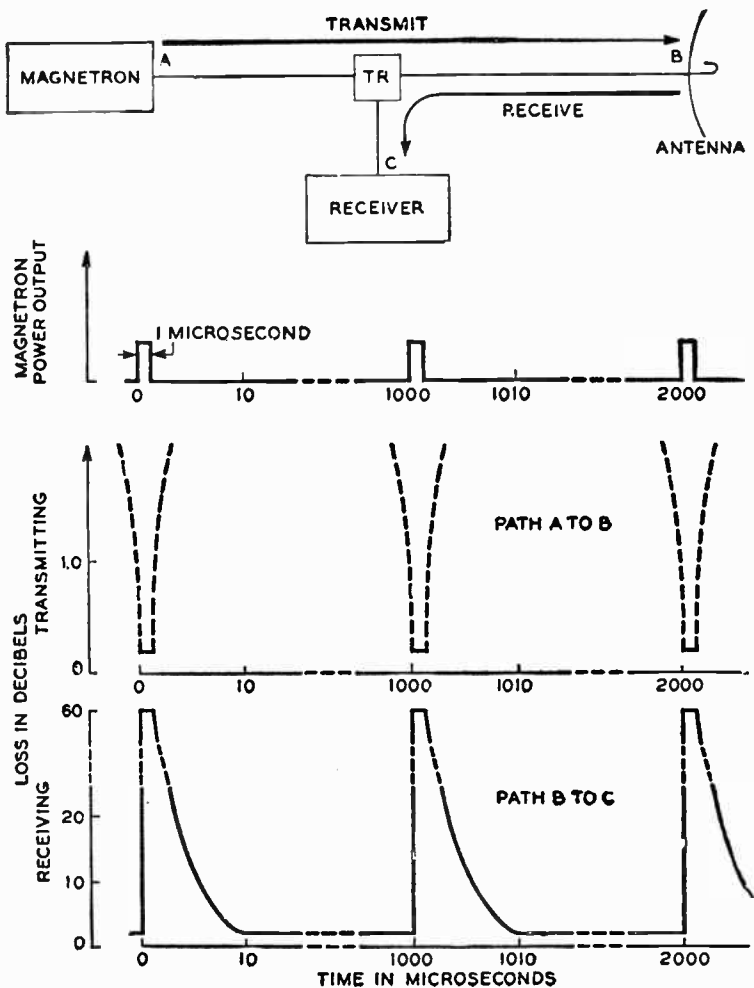 TRANSMIT
A
B
MAGNETRON
TR
RECEIVE
ANTENNA
C
RECEIVER
MAGNETRON
POWER OUTPUT
1 MICROSECOND
0 10 1000 1010 2000
LOSS IN DECIBELS
TRANSMITTING
PATH A TO B
1.0
0
0 10 1000 1010 2000
RECEIVING
60
PATH B TO C
20
10
0
0 10 1000 1010 2000
TIME IN MICROSECONDS